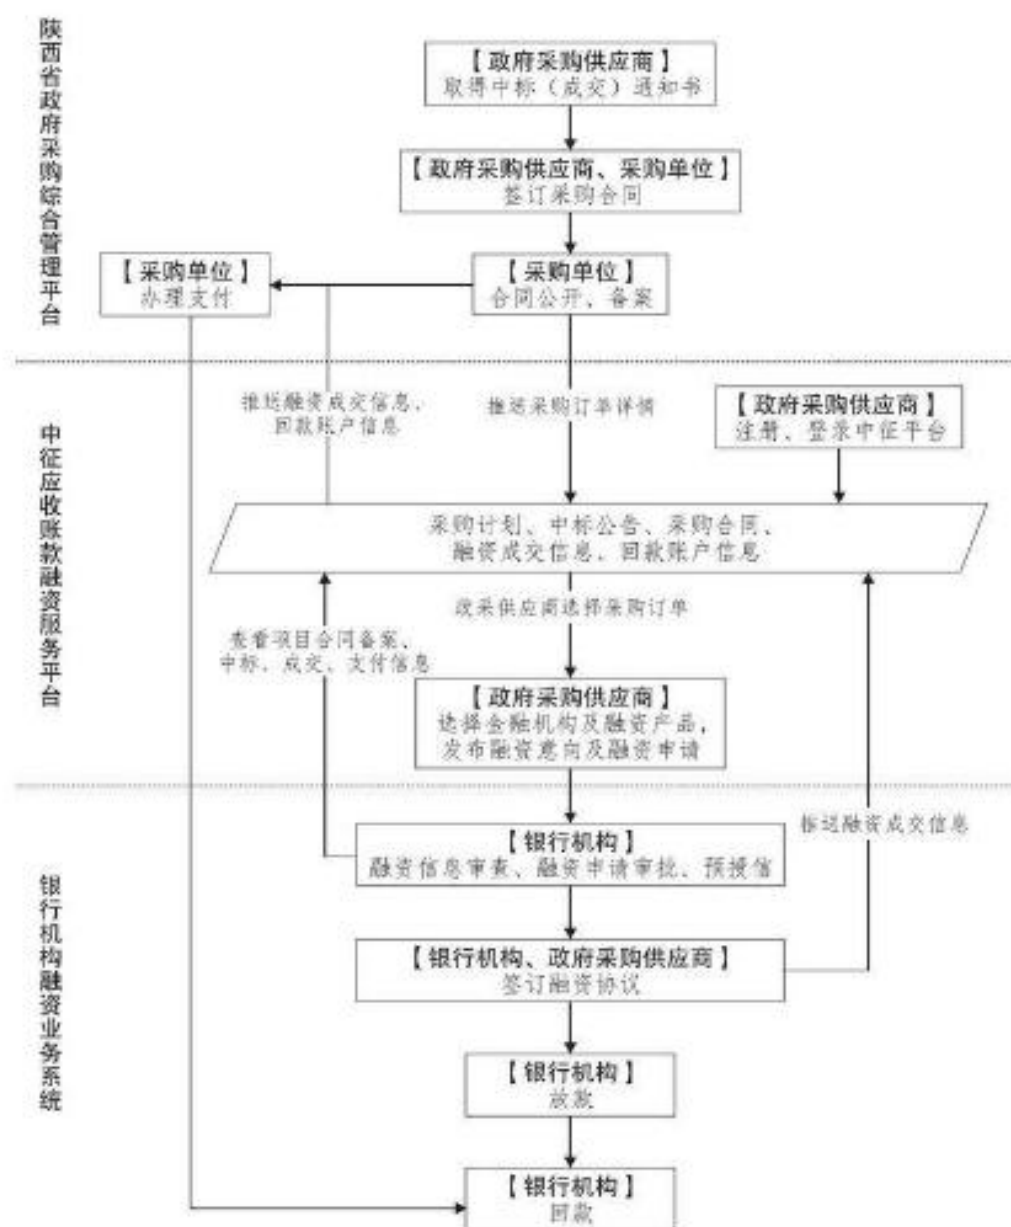 陕西省政府采购综合管理平台
【政府采购供应商】
取得中标（成交）通知书
【政府采购供应商、采购单位】
签订采购合同
【采购单位】
办理支付
【采购单位】
合同公开、备案
中征应收账款融资服务平台
推送融资成交信息、
回款账户信息
推送采购订单详情
【政府采购供应商】
注册、登录中征平台
采购计划、中标公告、采购合同、
融资成交信息、回款账户信息
政采供应商选择采购订单
查看项目合同备案、
中标、成交、支付信息
【政府采购供应商】
选择金融机构及融资产品，
发布融资意向及融资申请
银行机构融资业务系统
【银行机构】
融资信息审查、融资申请审批、预授信
推送融资成交信息
【银行机构、政府采购供应商】
签订融资协议
【银行机构】
放款
【银行机构】
回款